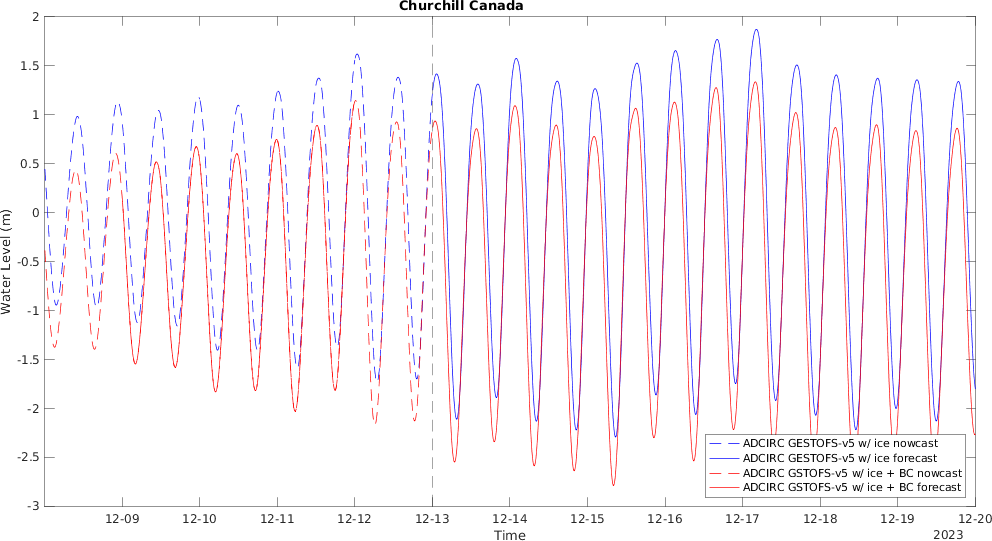 Churchill Canada
2
1.5
1
0.5
0
-0.5
-1
-1.5
-2
-2.5
-3
Water Level (m)
ADCIRC GESTOFS-v5 w/ ice nowcast
ADCIRC GESTOFS-v5 w/ ice forecast
ADCIRC GSTOFS-v5 w/ ice + BC nowcast
ADCIRC GSTOFS-v5 w/ ice + BC forecast
12-09 12-10 12-11 12-12 12-13 12-14 12-15 12-16 12-17 12-18 12-19 12-20
Time
2023